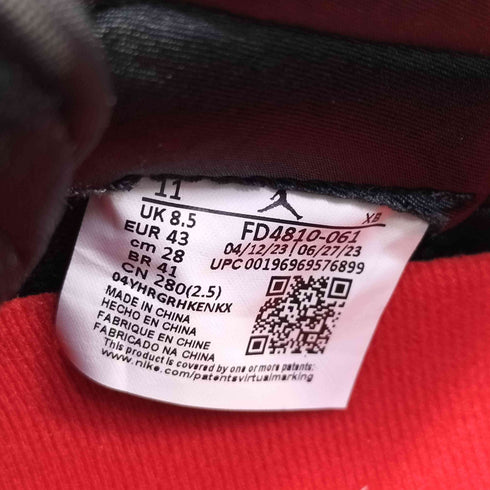 11
XB
UK 8.5
EUR 43
cm 28
BR 41
CN 280(2.5)
04YHRGRHKENKX
FD4810-061
04/12/23 | 06/27/23
UPC 00196969576899
MADE IN CHINA
HECHO EN CHINA
FABRIQUE EN CHINE
FABRICADO NA CHINA
This product is covered by one or more patents:
www.nike.com/patentsvirtualmarking